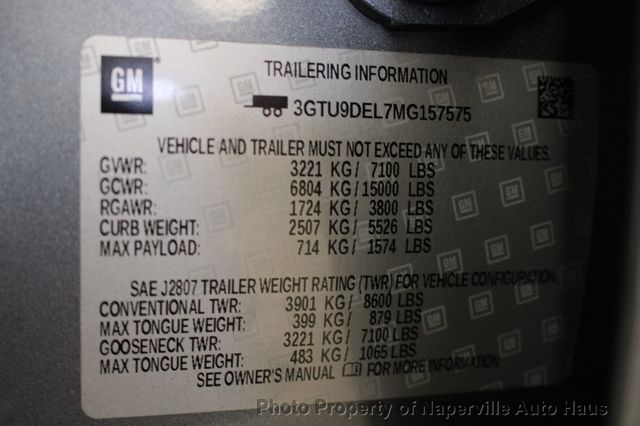 GM
TRAILERING INFORMATION
3GTU9DEL7MG157575
VEHICLE AND TRAILER MUST NOT EXCEED ANY OF THESE VALUES.
GVWR: 3221 KG/ 7100 LBS
GCWR: 6804 KG/ 15000 LBS
RGAWR: 1724 KG/ 3800 LBS
CURB WEIGHT: 2507 KG/ 5526 LBS
MAX PAYLOAD: 714 KG/ 1574 LBS
SAE J2807 TRAILER WEIGHT RATING (TWR) FOR VEHICLE CONFIGURATION.
CONVENTIONAL TWR: 3901 KG/ 8600 LBS
MAX TONGUE WEIGHT: 399 KG/ 879 LBS
GOOSENECK TWR: 3221 KG/ 7100 LBS
MAX TONGUE WEIGHT: 483 KG/ 1065 LBS
SEE OWNER'S MANUAL FOR MORE INFORMATION
Photo Property of Naperville Auto Haus